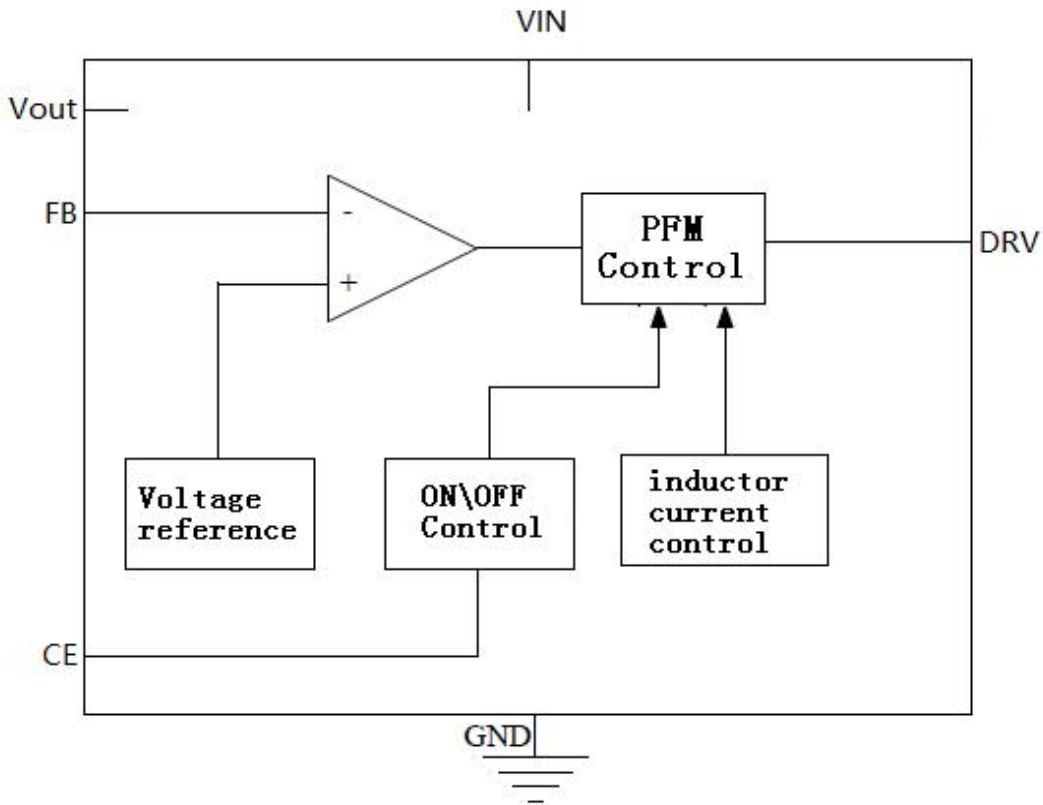 VIN
Vout
FB
-
+
PFM
Control
DRV
Voltage
reference
ON\OFF
Control
inductor
current
control
CE
GND